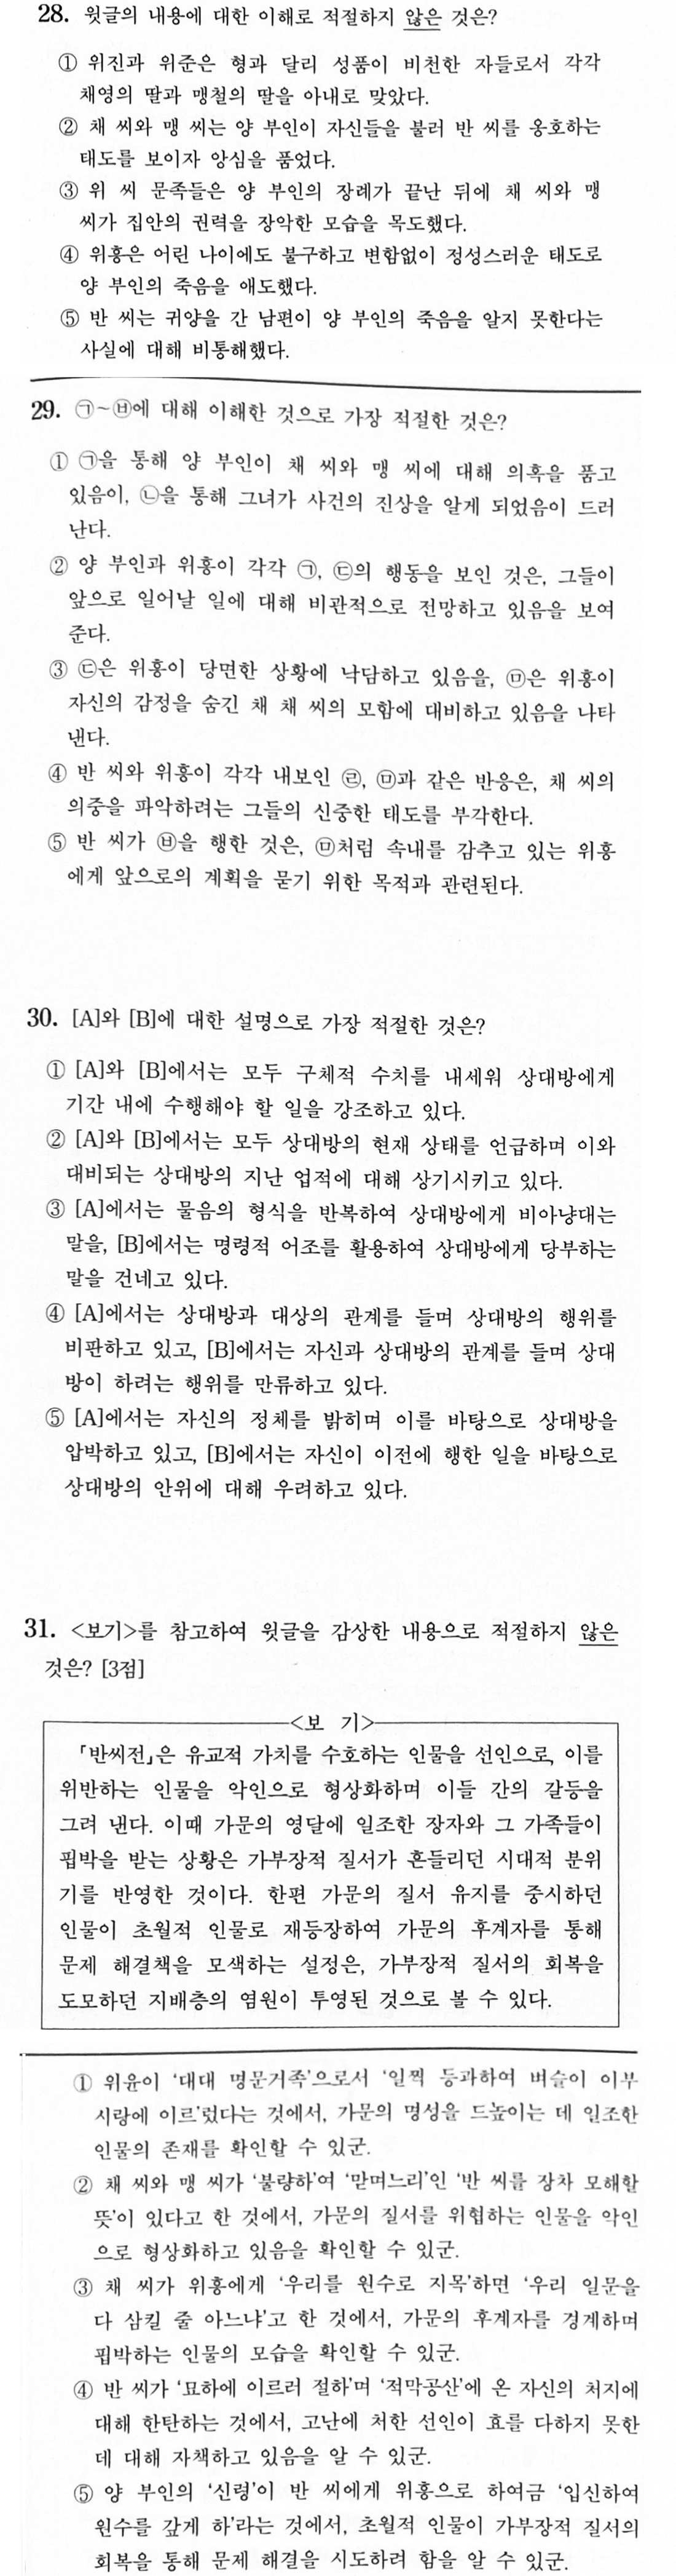 28. 윗글의 내용에 대한 이해로 적절하지 않은 것은?
① 위진과 위준은 형과 달리 성품이 비천한 자들로서 각각
채영의 딸과 맹철의 딸을 아내로 맞았다.
② 채 씨와 맹 씨는 양 부인이 자신들을 불러 반 씨를 옹호하는
태도를 보이자 앙심을 품었다.
③ 위 씨 문족들은 양 부인의 장례가 끝난 뒤에 채 씨와 맹
씨가 집안의 권력을 장악한 모습을 목도했다.
④ 위흥은 어린 나이에도 불구하고 변함없이 정성스러운 태도로
양 부인의 죽음을 애도했다.
⑤ 반 씨는 귀양을 간 남편이 양 부인의 죽음을 알지 못한다는
사실에 대해 비통해했다.
29. ㉠~㉥에 대해 이해한 것으로 가장 적절한 것은?
① ㉠을 통해 양 부인이 채 씨와 맹 씨에 대해 의혹을 품고
있음이, ㉡을 통해 그녀가 사건의 진상을 알게 되었음이 드러
난다.
② 양 부인과 위흥이 각각 ㉠, ㉢의 행동을 보인 것은, 그들이
앞으로 일어날 일에 대해 비관적으로 전망하고 있음을 보여
준다.
③ ㉢은 위흥이 당면한 상황에 낙담하고 있음을, ㉤은 위흥이
자신의 감정을 숨긴 채 채 씨의 모함에 대비하고 있음을 나타
낸다.
④ 반 씨와 위흥이 각각 내보인 ㉣, ㉤과 같은 반응은, 채 씨의
의중을 파악하려는 그들의 신중한 태도를 부각한다.
⑤ 반 씨가 ㉥을 행한 것은, ㉤처럼 속내를 감추고 있는 위흥
에게 앞으로의 계획을 묻기 위한 목적과 관련된다.
30. [A]와 [B]에 대한 설명으로 가장 적절한 것은?
① [A]와 [B]에서는 모두 구체적 수치를 내세워 상대방에게
기간 내에 수행해야 할 일을 강조하고 있다.
② [A]와 [B]에서는 모두 상대방의 현재 상태를 언급하며 이와
대비되는 상대방의 지난 업적에 대해 상기시키고 있다.
③ [A]에서는 물음의 형식을 반복하여 상대방에게 비아냥대는
말을, [B]에서는 명령적 어조를 활용하여 상대방에게 당부하는
말을 건네고 있다.
④ [A]에서는 상대방과 대상의 관계를 들며 상대방의 행위를
비판하고 있고, [B]에서는 자신과 상대방의 관계를 들며 상대
방이 하려는 행위를 만류하고 있다.
⑤ [A]에서는 자신의 정체를 밝히며 이를 바탕으로 상대방을
압박하고 있고, [B]에서는 자신이 이전에 행한 일을 바탕으로
상대방의 안위에 대해 우려하고 있다.
31. <보기>를 참고하여 윗글을 감상한 내용으로 적절하지 않은
것은? [3점]
<보 기>
「반씨전」은 유교적 가치를 수호하는 인물을 선인으로, 이를
위반하는 인물을 악인으로 형상화하며 이들 간의 갈등을
그려 낸다. 이때 가문의 영달에 일조한 장자와 그 가족들이
핍박을 받는 상황은 가부장적 질서가 흔들리던 시대적 분위
기를 반영한 것이다. 한편 가문의 질서 유지를 중시하던
인물이 초월적 인물로 재등장하여 가문의 후계자를 통해
문제 해결책을 모색하는 설정은, 가부장적 질서의 회복을
도모하던 지배층의 염원이 투영된 것으로 볼 수 있다.
① 위윤이 '대대 명문거족'으로서 '일찍 등과하여 벼슬이 이부
시랑에 이르'렀다는 것에서, 가문의 명성을 드높이는 데 일조한
인물의 존재를 확인할 수 있군.
② 채 씨와 맹 씨가 '불량하'여 '맏며느리'인 '반 씨를 장차 모해할
뜻'이 있다고 한 것에서, 가문의 질서를 위협하는 인물을 악인
으로 형상화하고 있음을 확인할 수 있군.
③ 채 씨가 위흥에게 '우리를 원수로 지목'하면 '우리 일문을
다 삼킬 줄 아느냐'고 한 것에서, 가문의 후계자를 경계하며
핍박하는 인물의 모습을 확인할 수 있군.
④ 반 씨가 '묘하에 이르러 절하'며 '적막공산'에 온 자신의 처지에
대해 한탄하는 것에서, 고난에 처한 선인이 효를 다하지 못한
데 대해 자책하고 있음을 알 수 있군.
⑤ 양 부인의 '신령'이 반 씨에게 위흥으로 하여금 '입신하여
원수를 갚게 하'라는 것에서, 초월적 인물이 가부장적 질서의
회복을 통해 문제 해결을 시도하려 함을 알 수 있군.